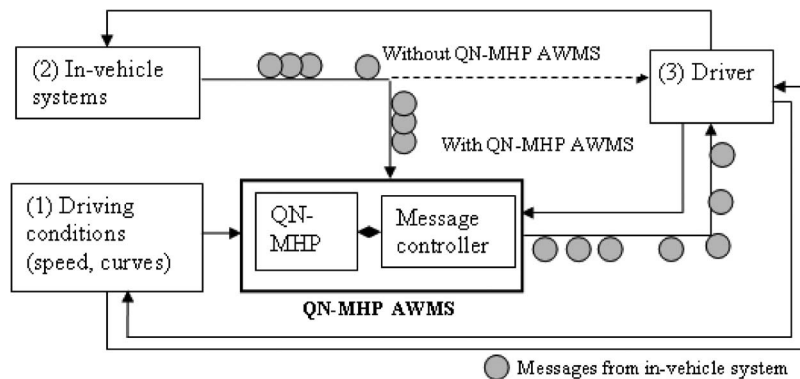 (2) In-vehicle
systems
Without QN-MHP AWMS
(3) Driver
With QN-MHP AWMS
(1) Driving
conditions
(speed, curves)
QN-
MHP
Message
controller
QN-MHP AWMS
Messages from in-vehicle system